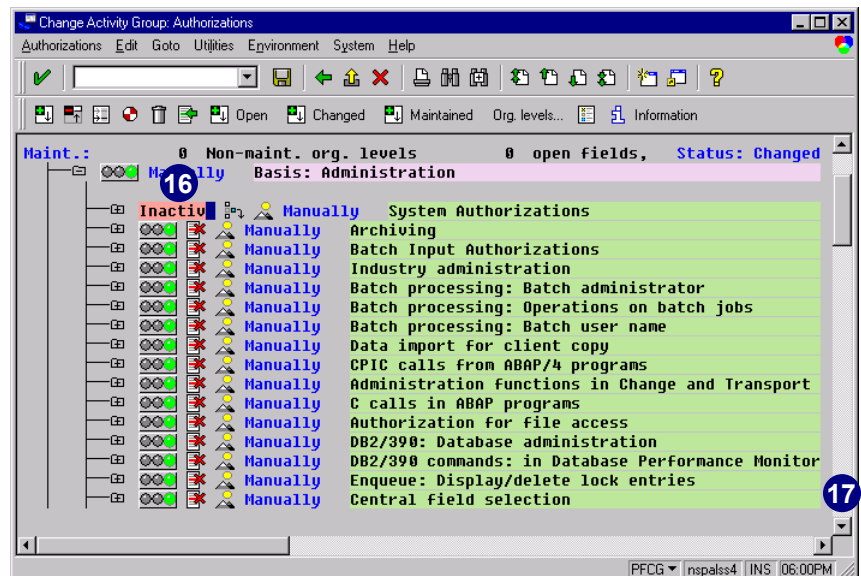 Change Activity Group: Authorizations
Authorizations Edit Goto Utilities Environment System Help
Open Changed Maintained Org. levels... Information
Maint.: 0 Non-maint. org. levels 0 open fields, Status: Changed
16
Basis: Administration
Inactiv Manually System Authorizations
Manually Archiving
Manually Batch Input Authorizations
Manually Industry administration
Manually Batch processing: Batch administrator
Manually Batch processing: Operations on batch jobs
Manually Batch processing: Batch user name
Manually Data import for client copy
Manually CPIC calls from ABAP/4 programs
Manually Administration functions in Change and Transport
Manually C calls in ABAP programs
Manually Authorization for file access
Manually DB2/390: Database administration
Manually DB2/390 commands: in Database Performance Monitor
Manually Enqueue: Display/delete lock entries
Manually Central field selection
17
PFCG nspalss4 INS 06:00PM